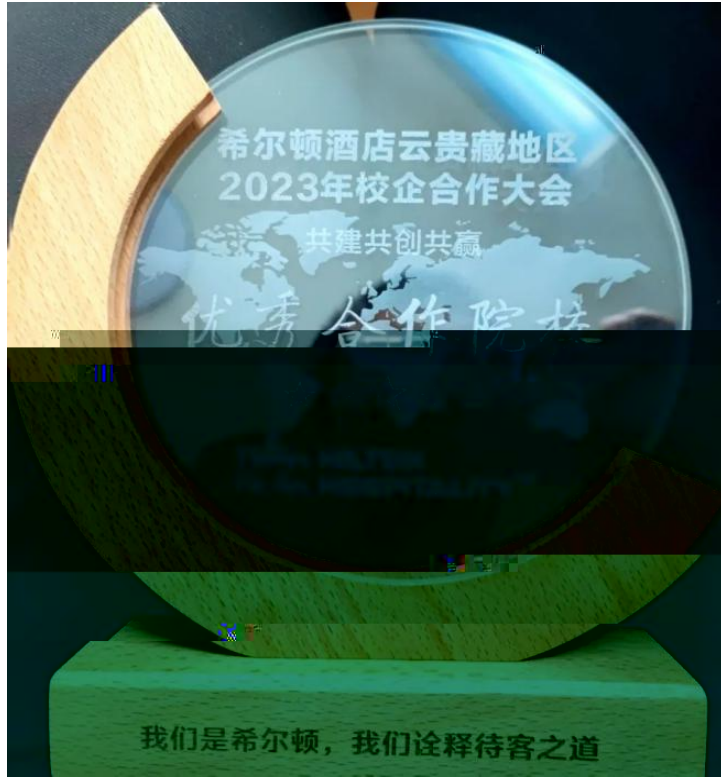 希尔顿酒店云贵藏地区
2023年校企合作大会
共建共创共赢
优秀合作院校
HILTON
HOSPITALITY
我们是希尔顿，我们诠释待客之道